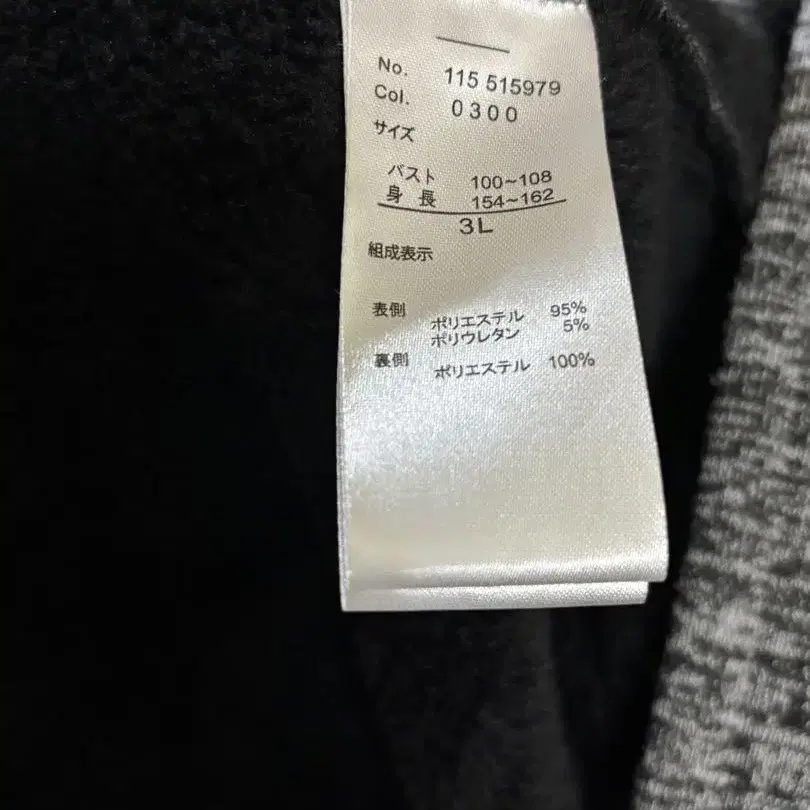 No. 115 515979
Col. 0300
サイズ
バスト 100~108
身長 154~162
3L
組成表示
表側 ポリエステル 95%
ポリウレタン 5%
裏側 ポリエステル 100%